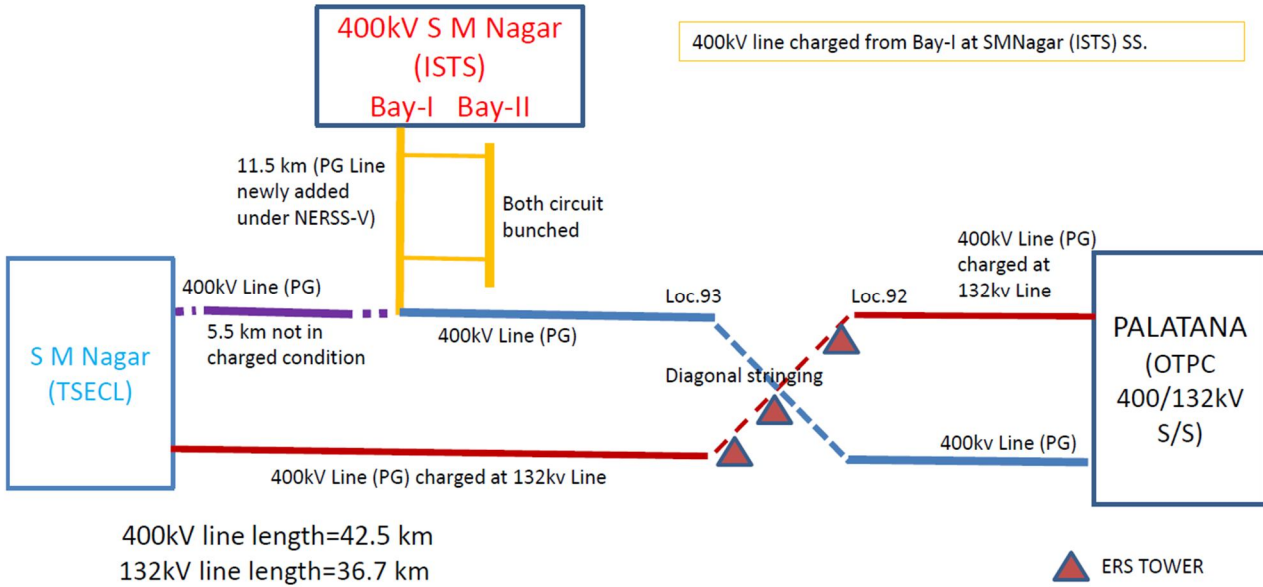 400kV S M Nagar
(ISTS)
Bay-I Bay-II
400kV line charged from Bay-I at SMNagar (ISTS) SS.
11.5 km (PG Line
newly added
under NERSS-V)
Both circuit
bunched
400kV Line (PG)
charged at
132kv Line
S M Nagar
(TSECL)
400kV Line (PG)
5.5 km not in
charged condition
400kV Line (PG)
Loc.93
Loc.92
Diagonal stringing
PALATANA
(OTPC
400/132kV
S/S)
400kv Line (PG)
400kV Line (PG) charged at 132kv Line
400kV line length=42.5 km
132kV line length=36.7 km
ERS TOWER